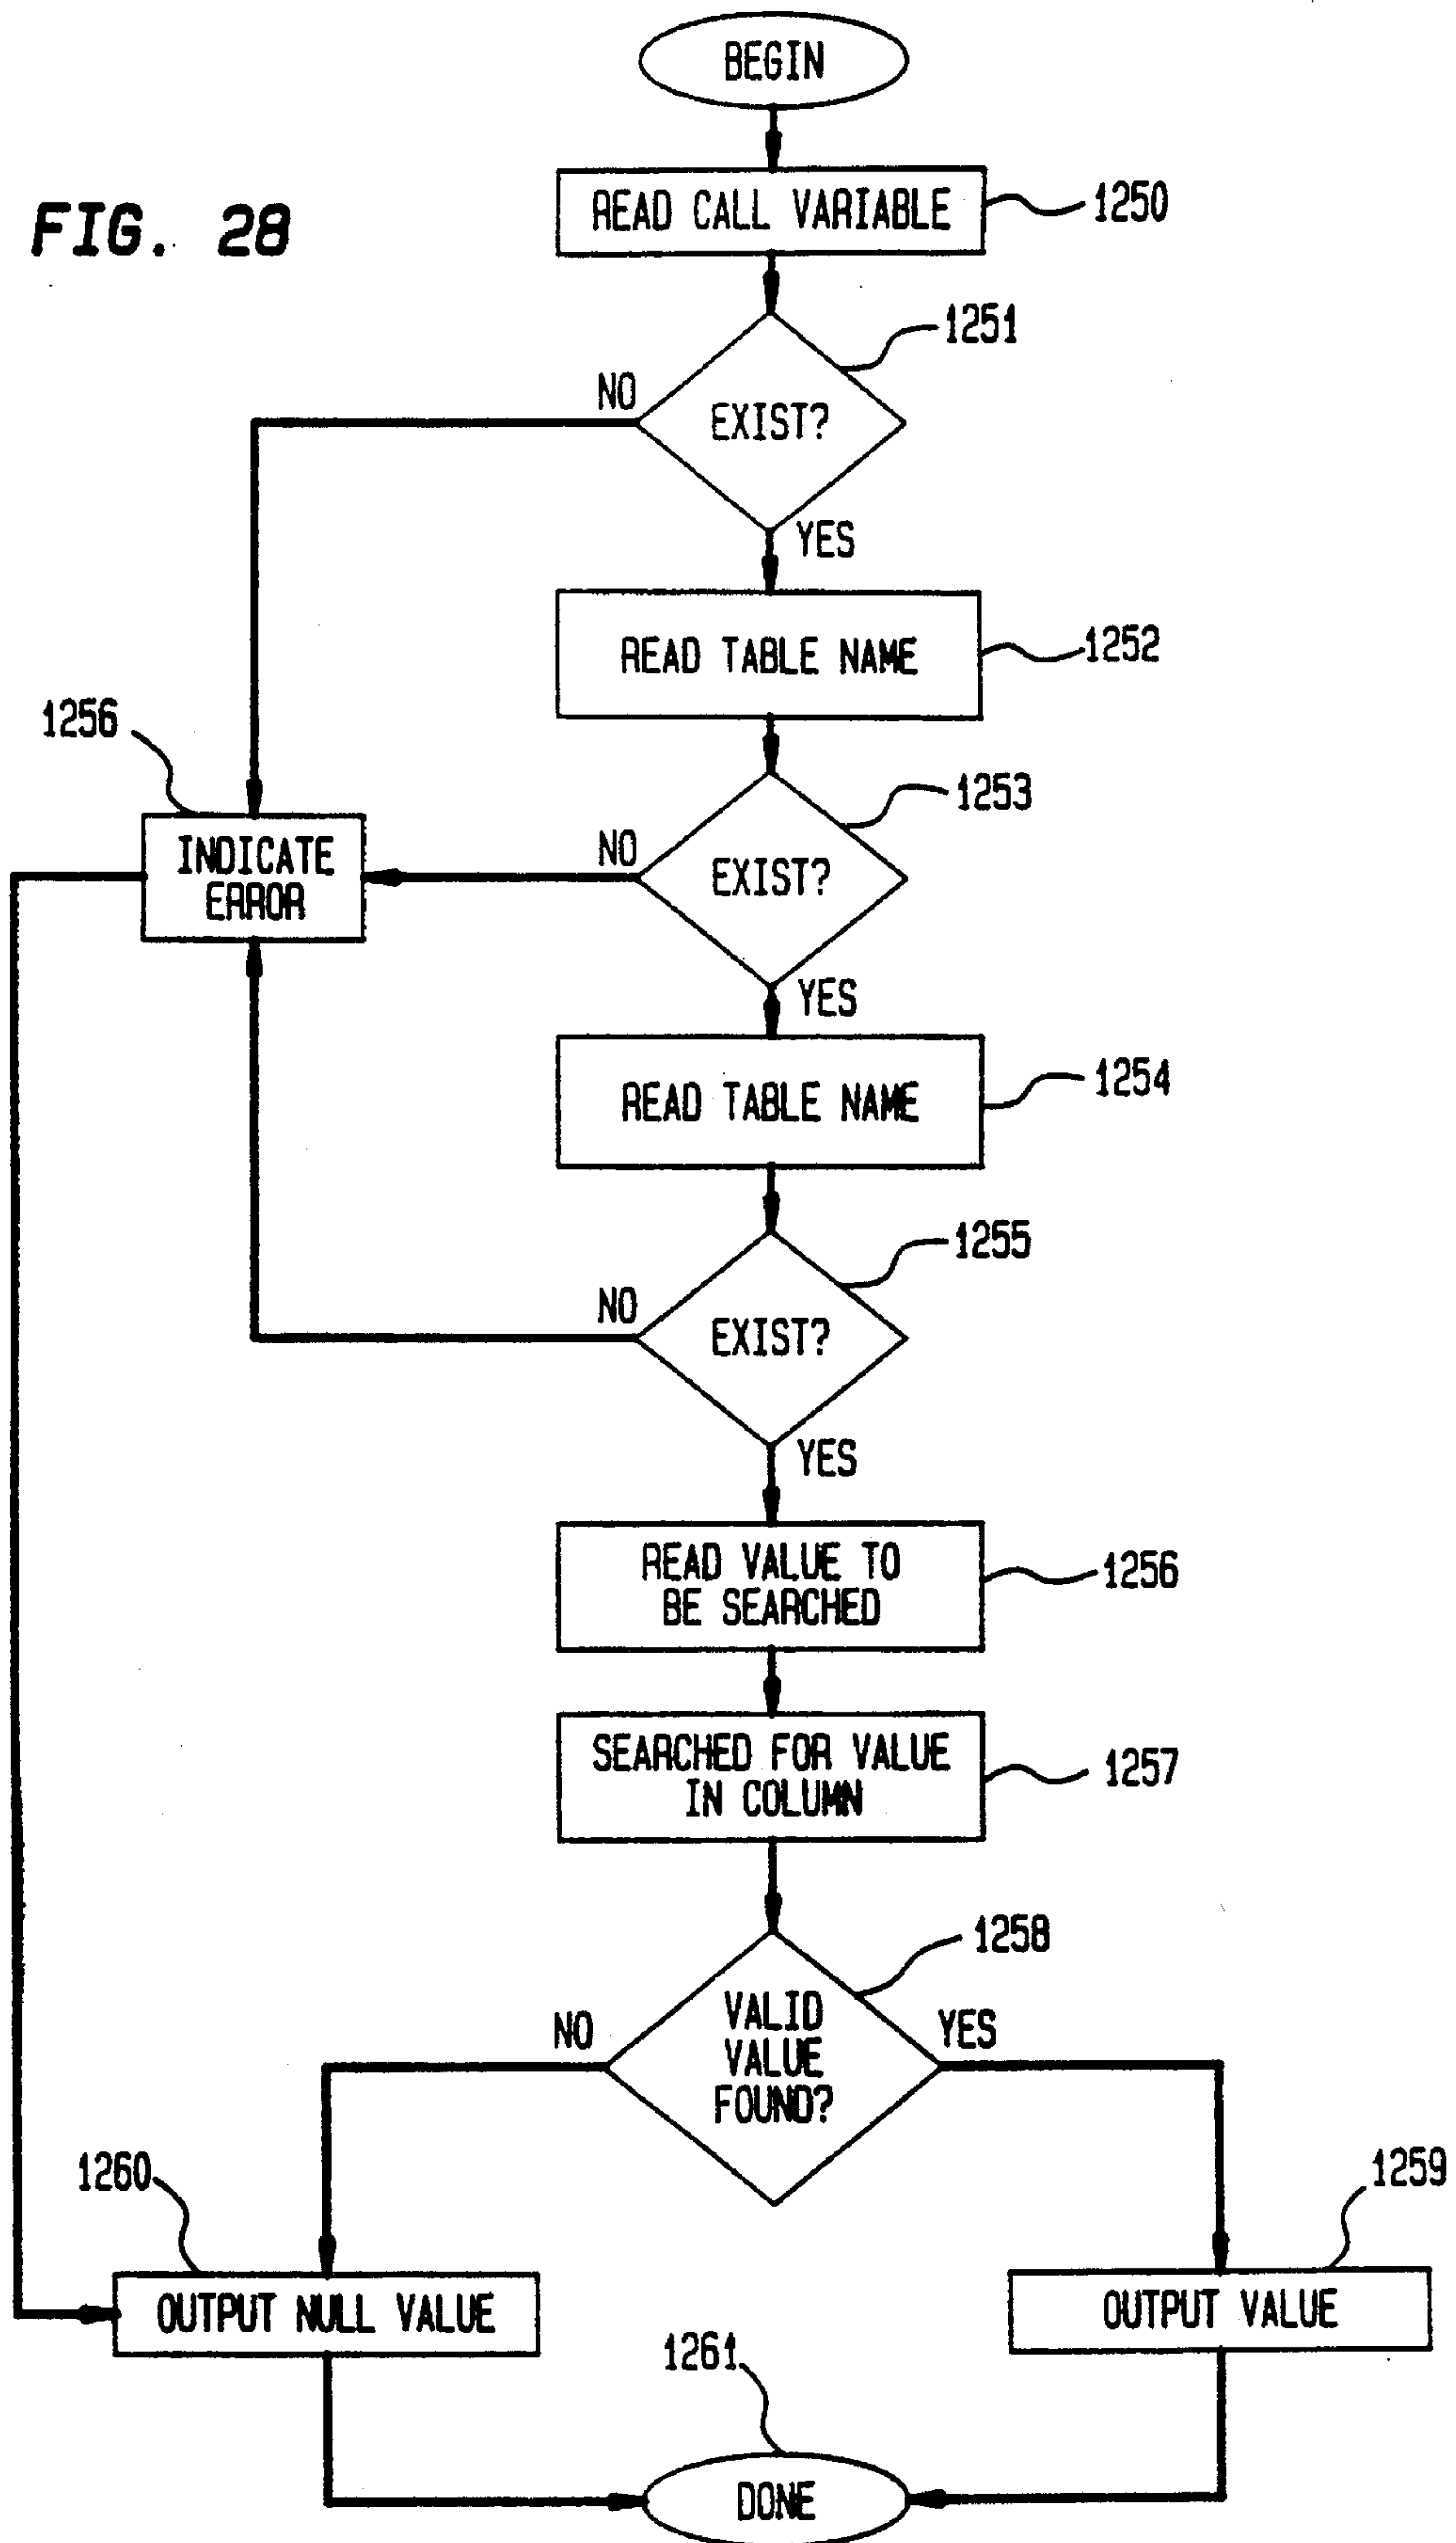 BEGIN
FIG. 28
READ CALL VARIABLE
1250
1251
NO
EXIST?
YES
READ TABLE NAME
1252
1256
INDICATE
ERROR
1253
NO
EXIST?
YES
READ TABLE NAME
1254
1255
NO
EXIST?
YES
READ VALUE TO
BE SEARCHED
1256
SEARCHED FOR VALUE
IN COLUMN
1257
1258
NO
VALID
VALUE
FOUND?
YES
1260
OUTPUT NULL VALUE
1259
OUTPUT VALUE
1261
DONE